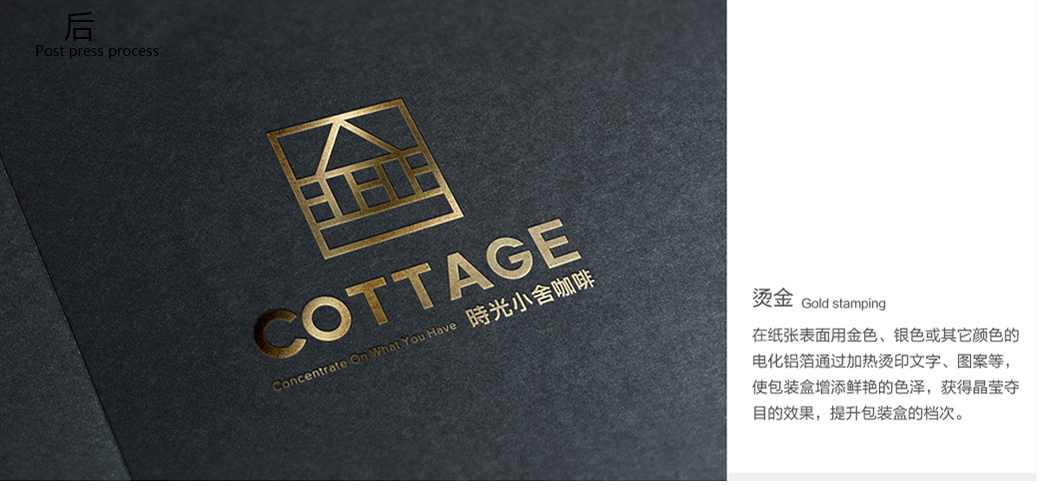 后
Post press process
COTTAGE
Concentrate On What You Have
時光小舍咖啡
烫金 Gold stamping
在纸张表面用金色、银色或其它颜色的
电化铝箔通过加热烫印文字、图案等，
使包装盒增添鲜艳的色泽，获得晶莹夺
目的效果，提升包装盒的档次。